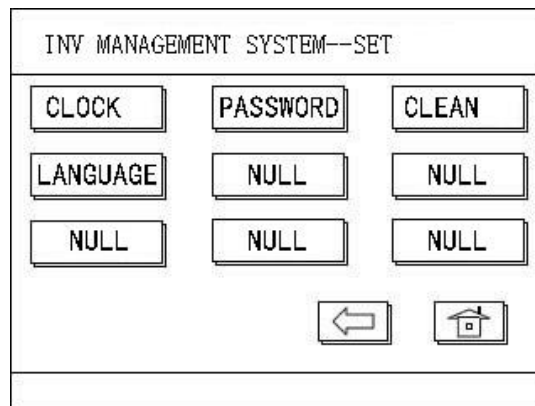 INV MANAGEMENT SYSTEM--SET
CLOCK PASSWORD CLEAN
LANGUAGE NULL NULL
NULL NULL NULL